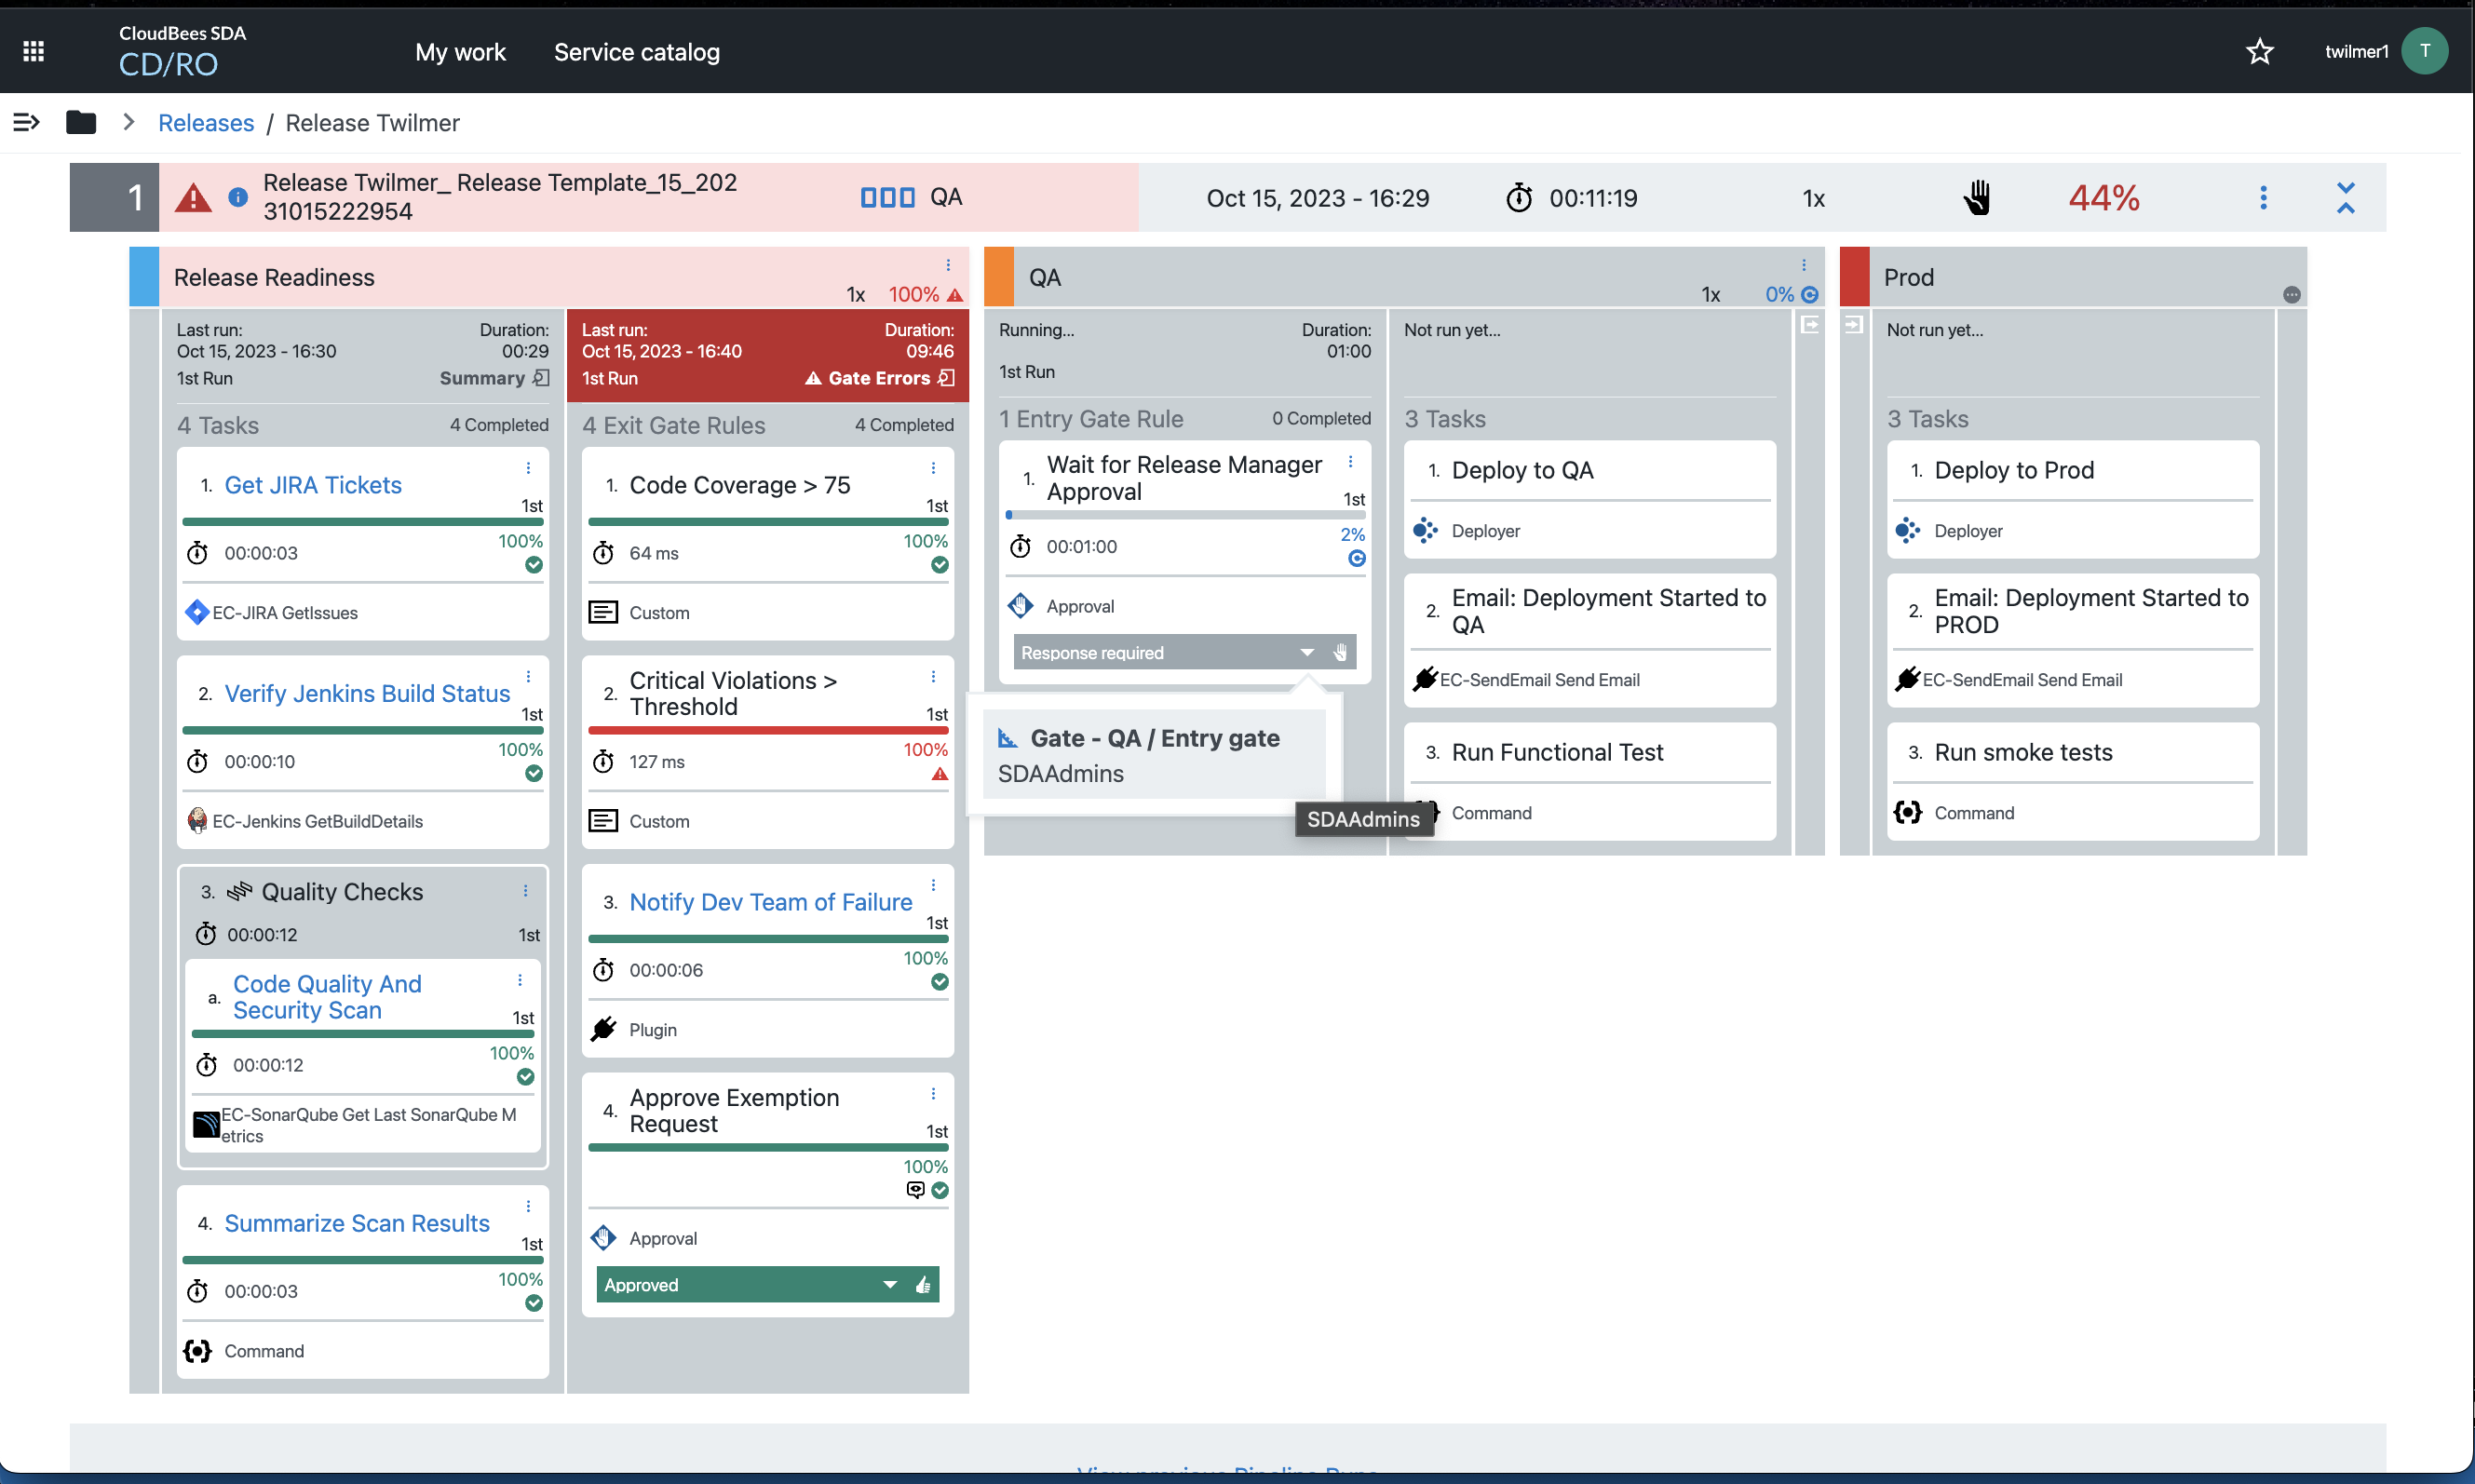 CloudBees SDA
CD/RO
My work
Service catalog
twilmer1
T
Releases / Release Twilmer
1
Release Twilmer_ Release Template_15_202
31015222954
QA
Oct 15, 2023 - 16:29
00:11:19
1x
44%
Release Readiness
1x
100%
Last run:
Oct 15, 2023 - 16:30
1st Run
Duration:
00:29
Summary
4 Tasks
4 Completed
1.
Get JIRA Tickets
1st
100%
00:00:03
EC-JIRA GetIssues
2.
Verify Jenkins Build Status
1st
100%
00:00:10
EC-Jenkins GetBuildDetails
3.
Quality Checks
00:00:12
1st
a.
Code Quality And
Security Scan
1st
100%
00:00:12
EC-SonarQube Get Last SonarQube M
etrics
4.
Summarize Scan Results
1st
100%
00:00:03
Command
Last run:
Oct 15, 2023 - 16:40
1st Run
Duration:
09:46
Gate Errors
4 Exit Gate Rules
4 Completed
1.
Code Coverage > 75
1st
100%
64 ms
Custom
2.
Critical Violations >
Threshold
1st
100%
127 ms
Custom
3.
Notify Dev Team of Failure
1st
100%
00:00:06
Plugin
4.
Approve Exemption
Request
1st
100%
Approval
Approved
QA
1x
0%
Running...
Duration:
01:00
1st Run
1 Entry Gate Rule
0 Completed
1.
Wait for Release Manager
Approval
1st
2%
00:01:00
Approval
Response required
Gate - QA / Entry gate
SDAAdmins
SDAAdmins
Not run yet...
3 Tasks
1.
Deploy to QA
Deployer
2.
Email: Deployment Started to
QA
EC-SendEmail Send Email
3.
Run Functional Test
Command
Prod
Not run yet...
3 Tasks
1.
Deploy to Prod
Deployer
2.
Email: Deployment Started to
PROD
EC-SendEmail Send Email
3.
Run smoke tests
Command
View previous Pipeline Runs